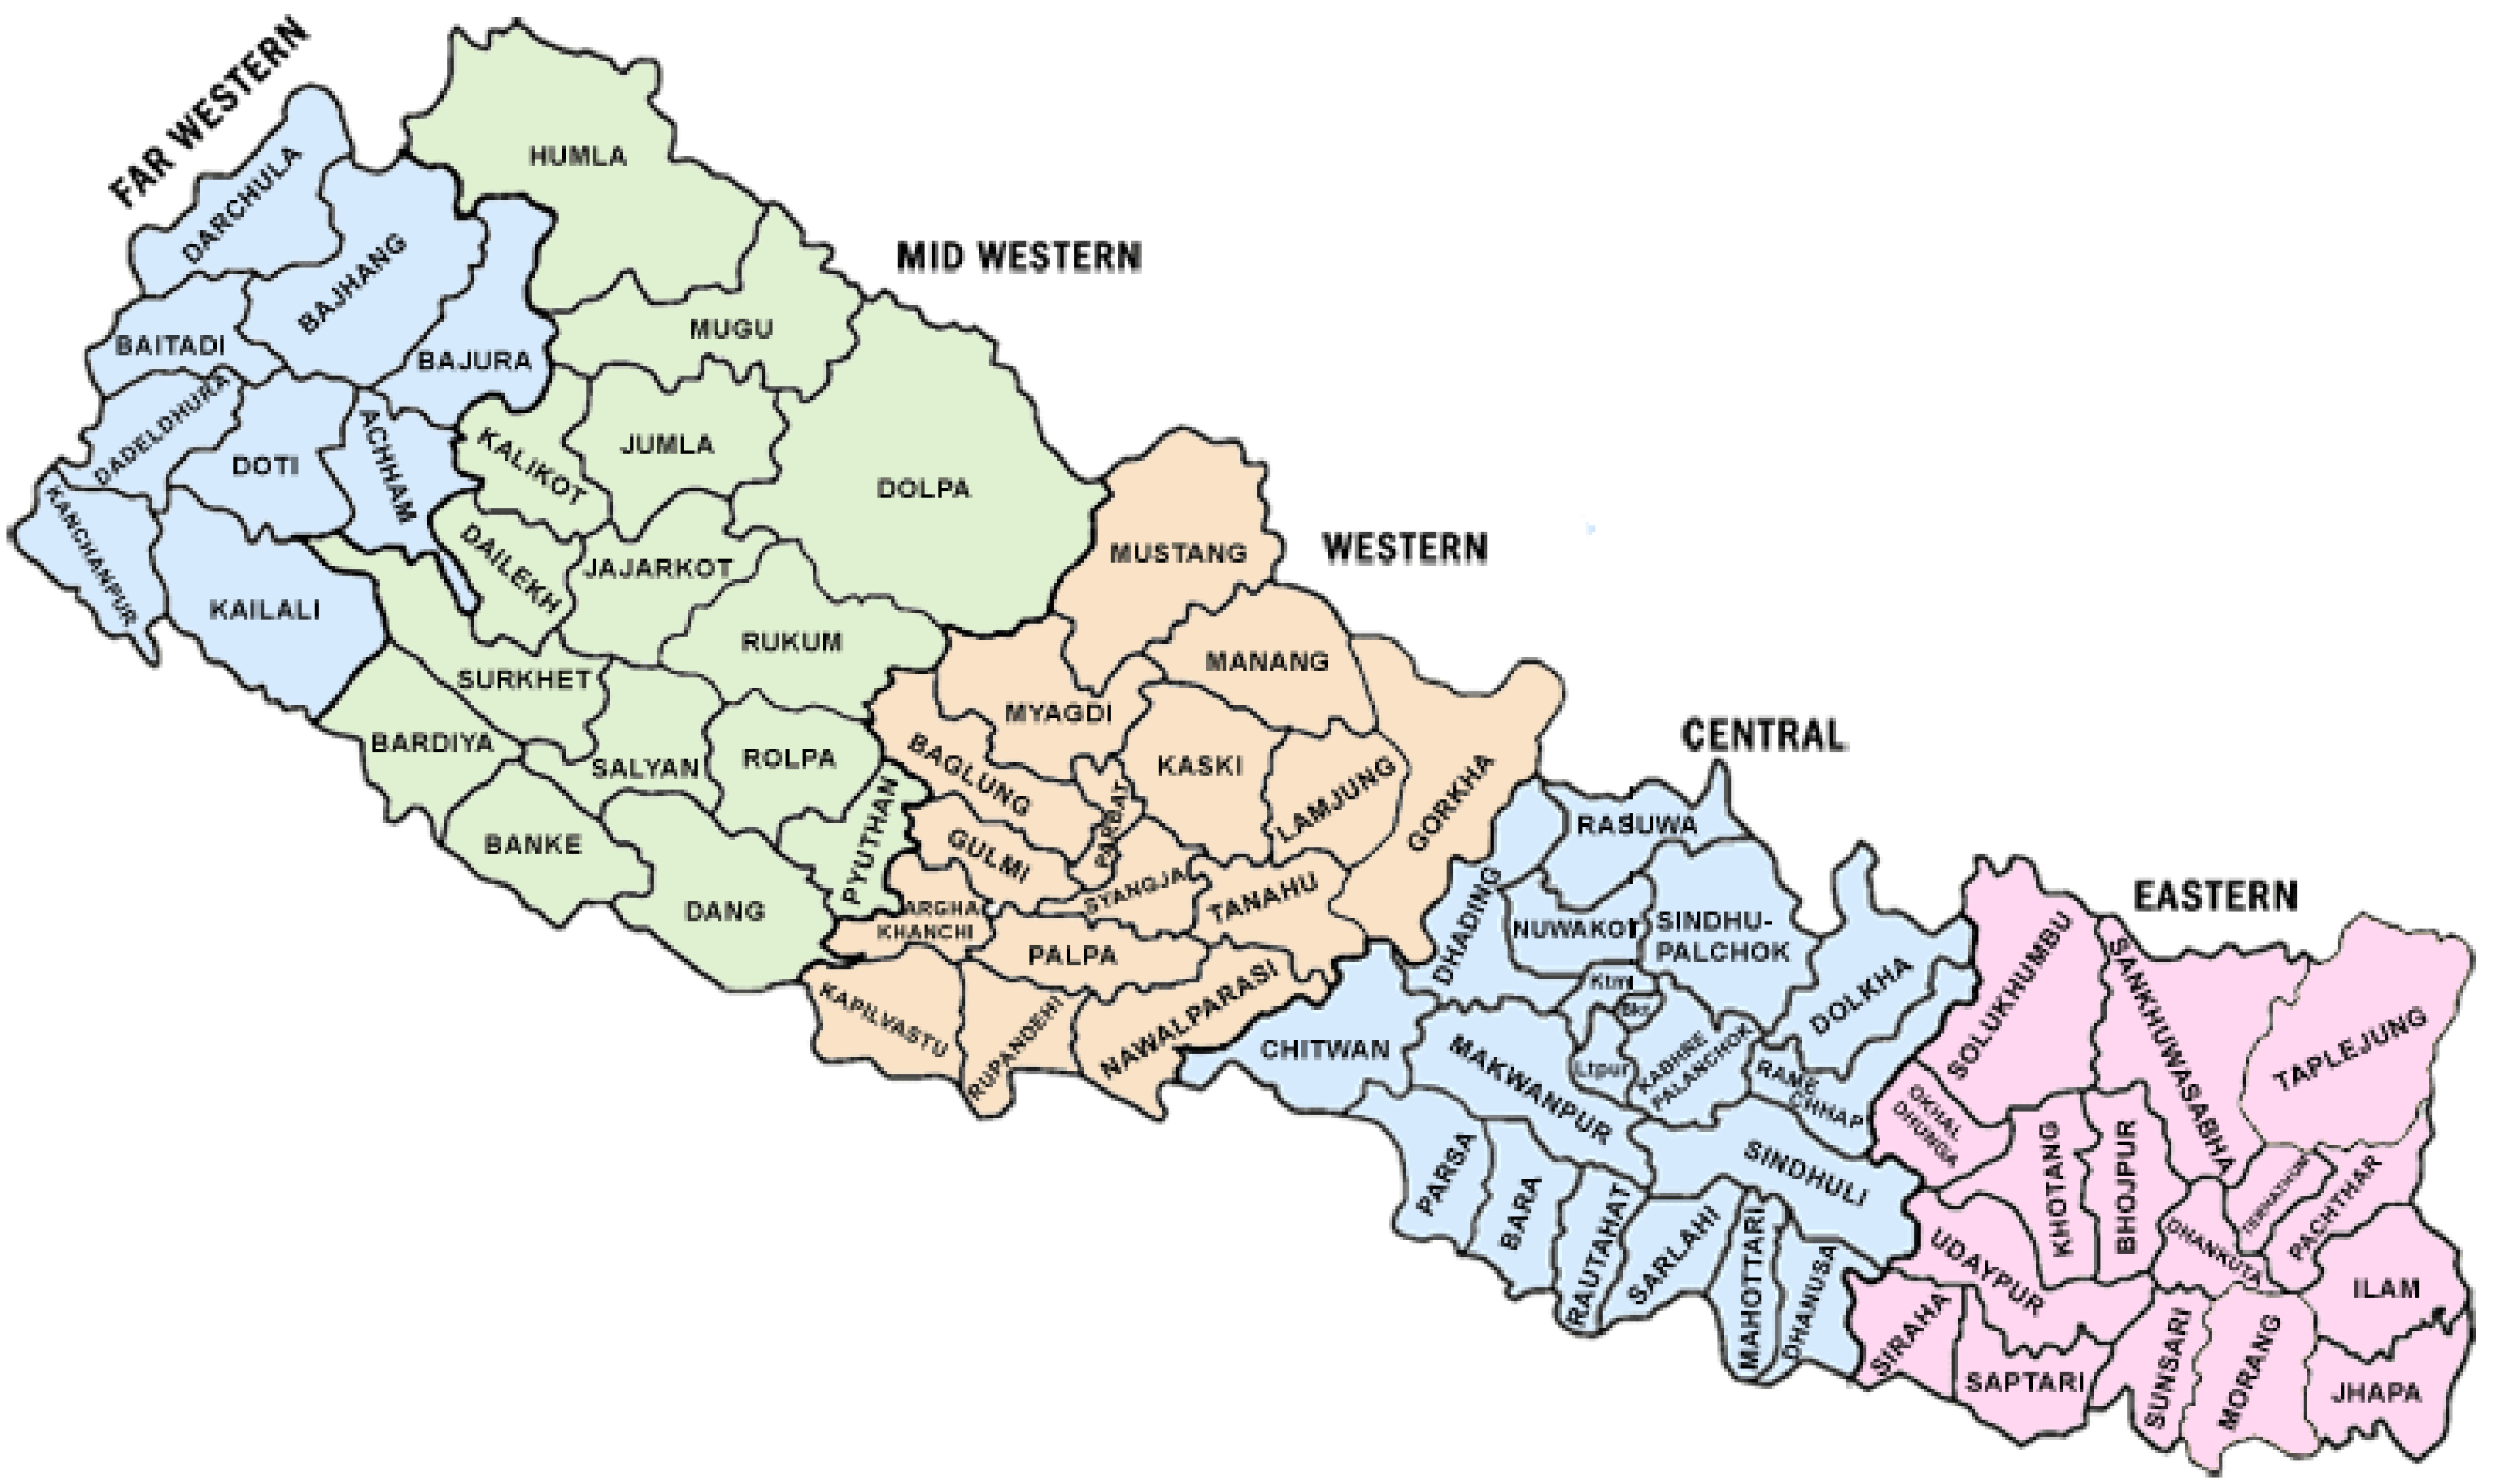 FAR WESTERN
DARCHULA
BAJHANG
BAITADI
BAJURA
DADELDHURA
DOTI
ACHHAM
KANCHANPUR
KAILALI
HUMLA
MID WESTERN
MUGU
KALIKOT
JUMLA
DOLPA
DAILEKH
JAJARKOT
RUKUM
SURKHET
BARDIYA
SALYAN
ROLPA
BANKE
PYUTHAN
DANG
WESTERN
MUSTANG
MANANG
MYAGDI
BAGLUNG
KASKI
LAMJUNG
GORKHA
PARBAT
GULMI
SYANGJA
TANAHU
ARGHA
KHANCHI
PALPA
KAPILVASTU
RUPANDEHI
NAWALPARASI
CENTRAL
RASUWA
DHADING
NUWAKOT
SINDHU-
PALCHOK
Ktm
Bkt
DOLKHA
CHITWAN
MAKWANPUR
Ltpur
KABHRE
PALANCHOK
RAME
CHHAP
PARSA
BARA
RAUTAHAT
SARLAHI
MAHOTTARI
DHANUSA
SINDHULI
EASTERN
SOLUKHUMBU
SANKHUWASABHA
TAPLEJUNG
OKHAL
DHUNGA
KHOTANG
BHOJPUR
TERHATHUM
PACHTHAR
DHANKUTA
UDAYPUR
ILAM
SIRAHA
SAPTARI
SUNSARI
MORANG
JHAPA